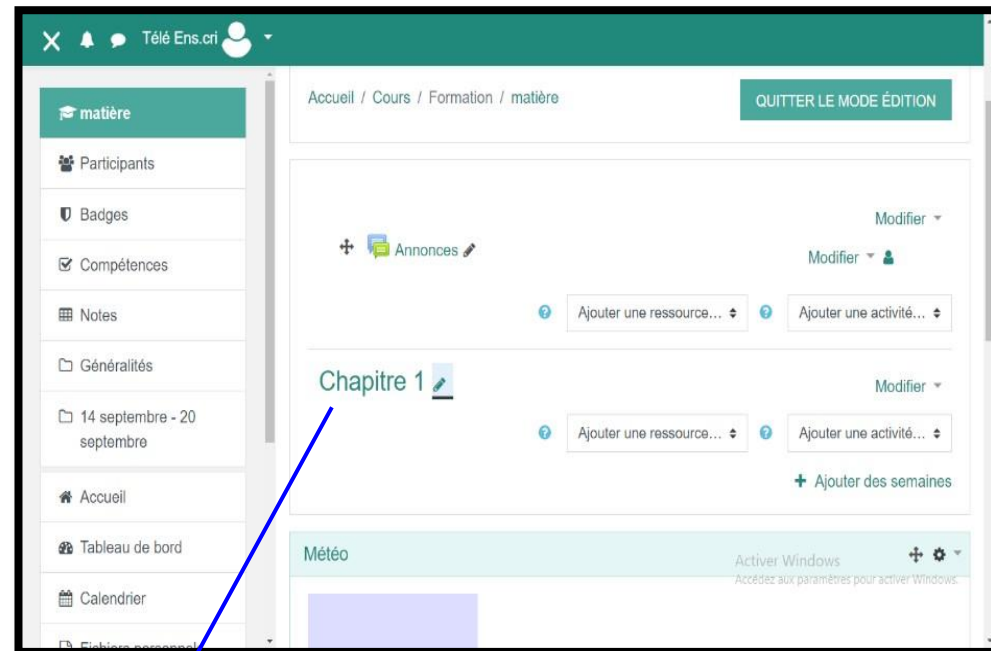 Télé Ens.cri
matière
Participants
Badges
Compétences
Notes
Généralités
14 septembre - 20
septembre
Accueil
Tableau de bord
Calendrier
Fichiers personnel
Accueil / Cours / Formation / matière
QUITTER LE MODE ÉDITION
Modifier
Annonces
Modifier
Ajouter une ressource...
Ajouter une activité...
Chapitre 1
Modifier
Ajouter une ressource...
Ajouter une activité...
Ajouter des semaines
Météo
Activer Windows
Accédez aux paramètres pour activer Windows.